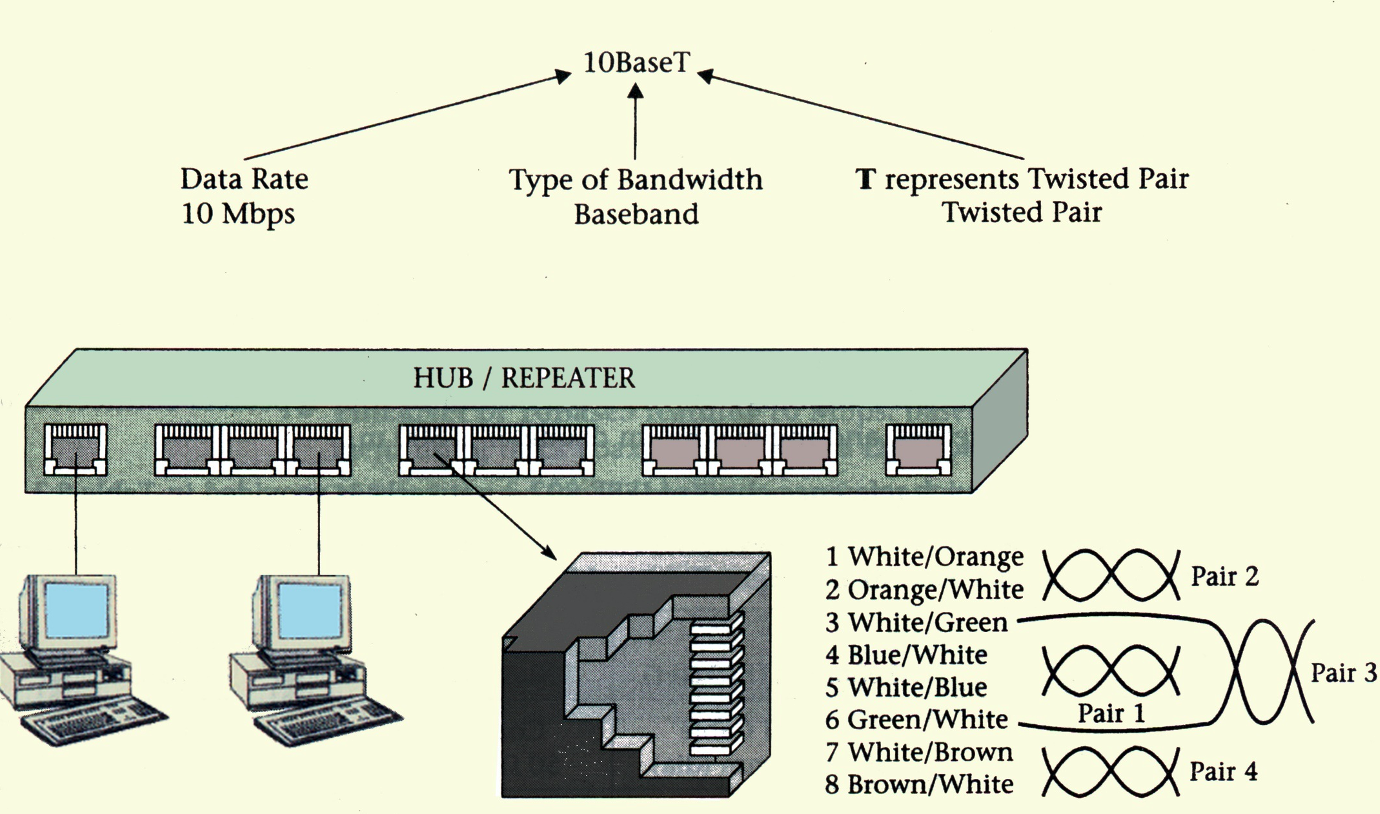 10BaseT
Data Rate
10 Mbps
Type of Bandwidth
Baseband
T represents Twisted Pair
Twisted Pair
HUB / REPEATER
1 White/Orange
2 Orange/White
Pair 2
3 White/Green
4 Blue/White
5 White/Blue
Pair 3
6 Green/White
Pair 1
7 White/Brown
8 Brown/White
Pair 4